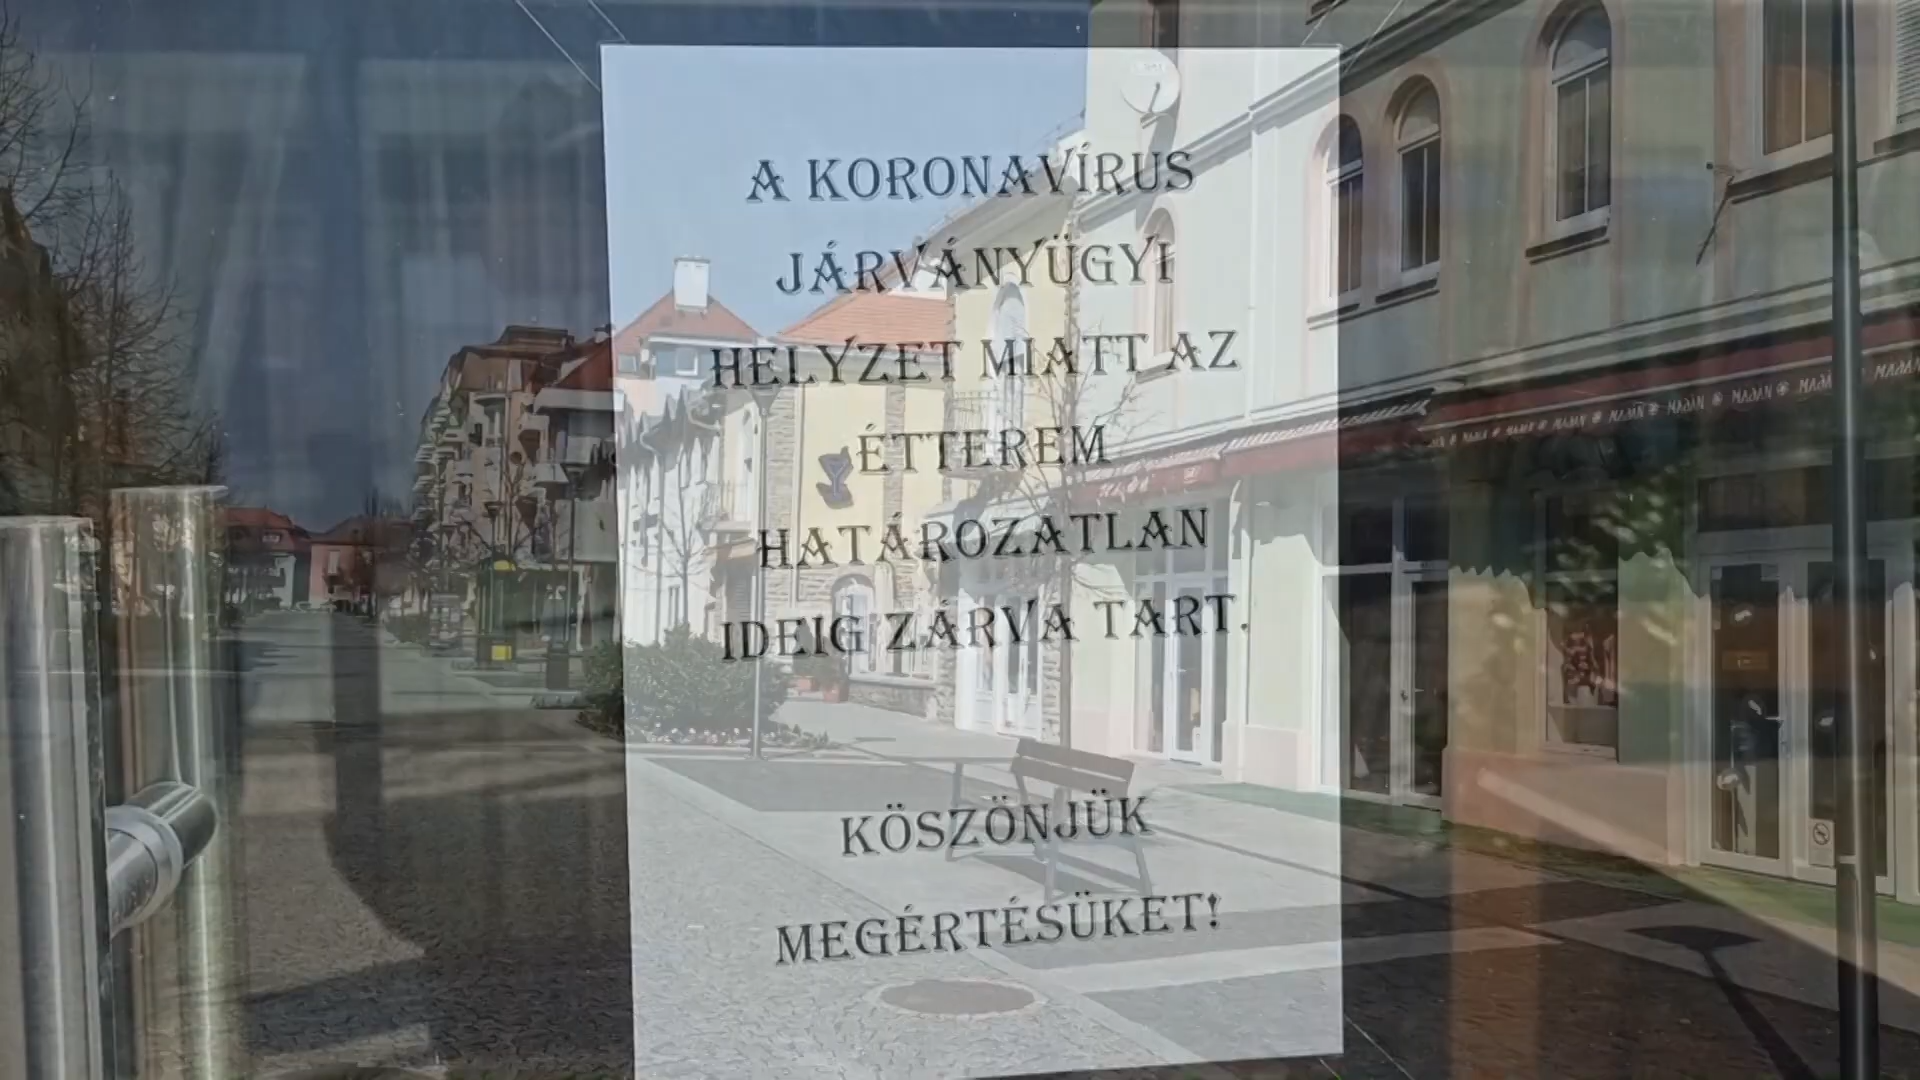 A KORONAVÍRUS
JÁRVÁNYÜGYI
HELYZET MIATT AZ
ÉTTEREM
HATÁROZATLAN
IDEIG ZÁRVA TART.
KÖSZÖNJÜK
MEGÉRTÉSÜKET!